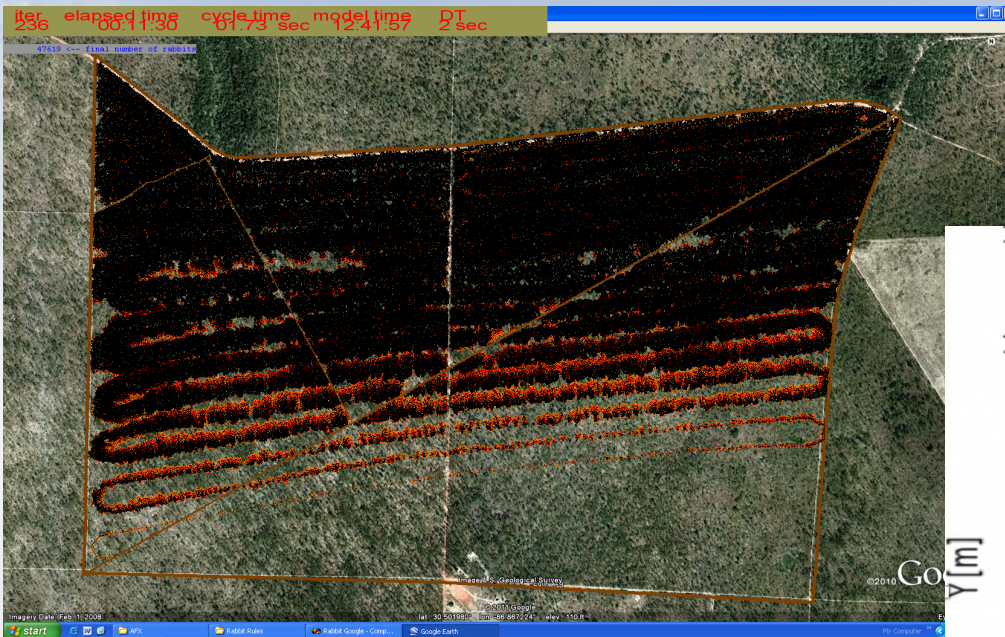 iter elapsed time cycle time model time DT
236 00:11:30 01.73 sec 12:41:57 2 sec
47619 <-- final number of rabbits
N
Image U.S. Geological Survey
© 2011 Google
©2010 Goo
Y [m]
Imagery Date: Feb 1, 2008
lat 30.501980° lon -86.867224° elev 110 ft
start
AFX
Rabbit Rules
Rabbit Google - Comp...
Google Earth
My Computer